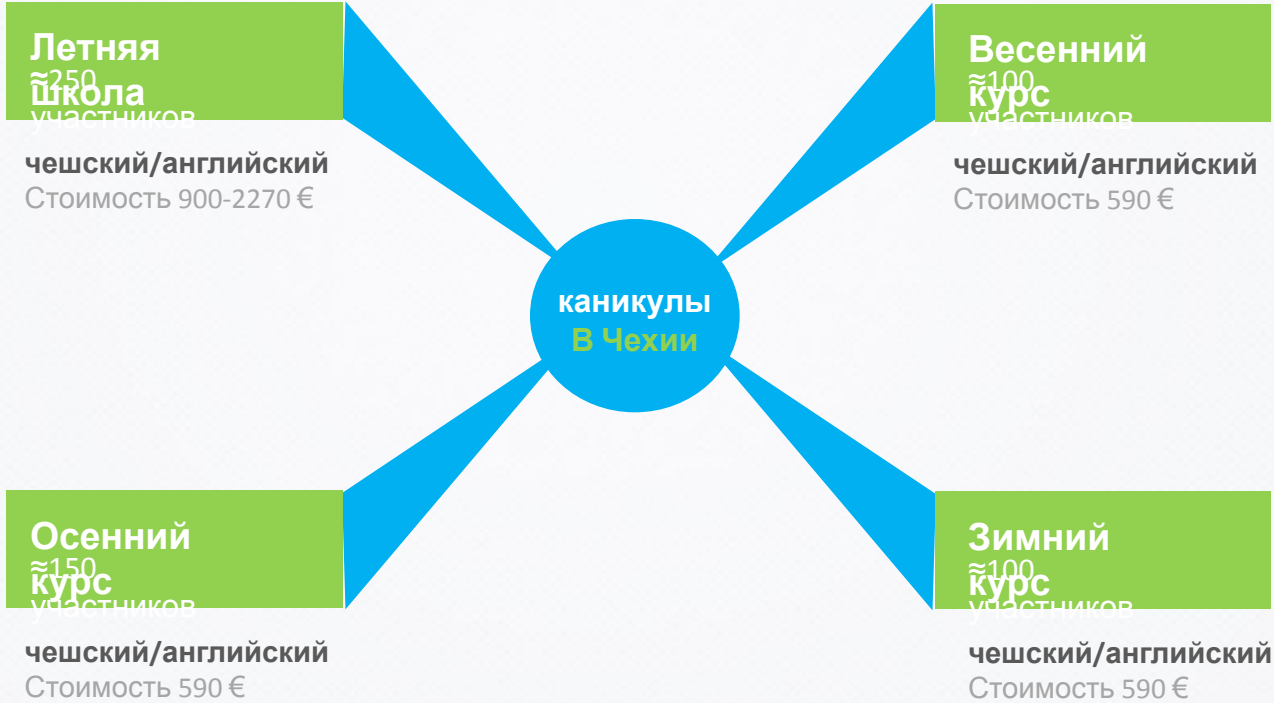 Летняя
школа
≈250
участников
чешский/английский
Стоимость 900-2270 €
Весенний
курс
≈100
участников
чешский/английский
Стоимость 590 €
каникулы
В Чехии
Осенний
курс
≈150
участников
чешский/английский
Стоимость 590 €
Зимний
курс
≈100
участников
чешский/английский
Стоимость 590 €